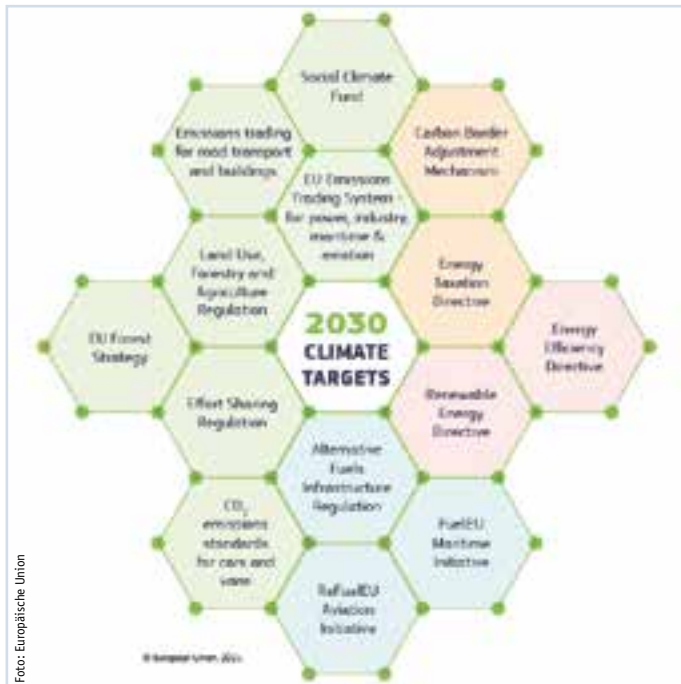 Social Climate
Fund
Emissions trading
for road transport
and buildings
Carbon Border
Adjustment
Mechanism
EU Emissions
Trading System
for power, industry,
maritime &
aviation
Land Use,
Forestry and
Agriculture
Regulation
Energy
Taxation
Directive
EU Forest
Strategy
2030
CLIMATE
TARGETS
Energy
Efficiency
Directive
Effort Sharing
Regulation
Renewable
Energy
Directive
Alternative
Fuels
Infrastructure
Regulation
CO₂
emissions
standards
for cars and
vans
FuelEU
Maritime
Initiative
ReFuelEU
Aviation
Initiative
© European Union,
Foto: Europäische Union